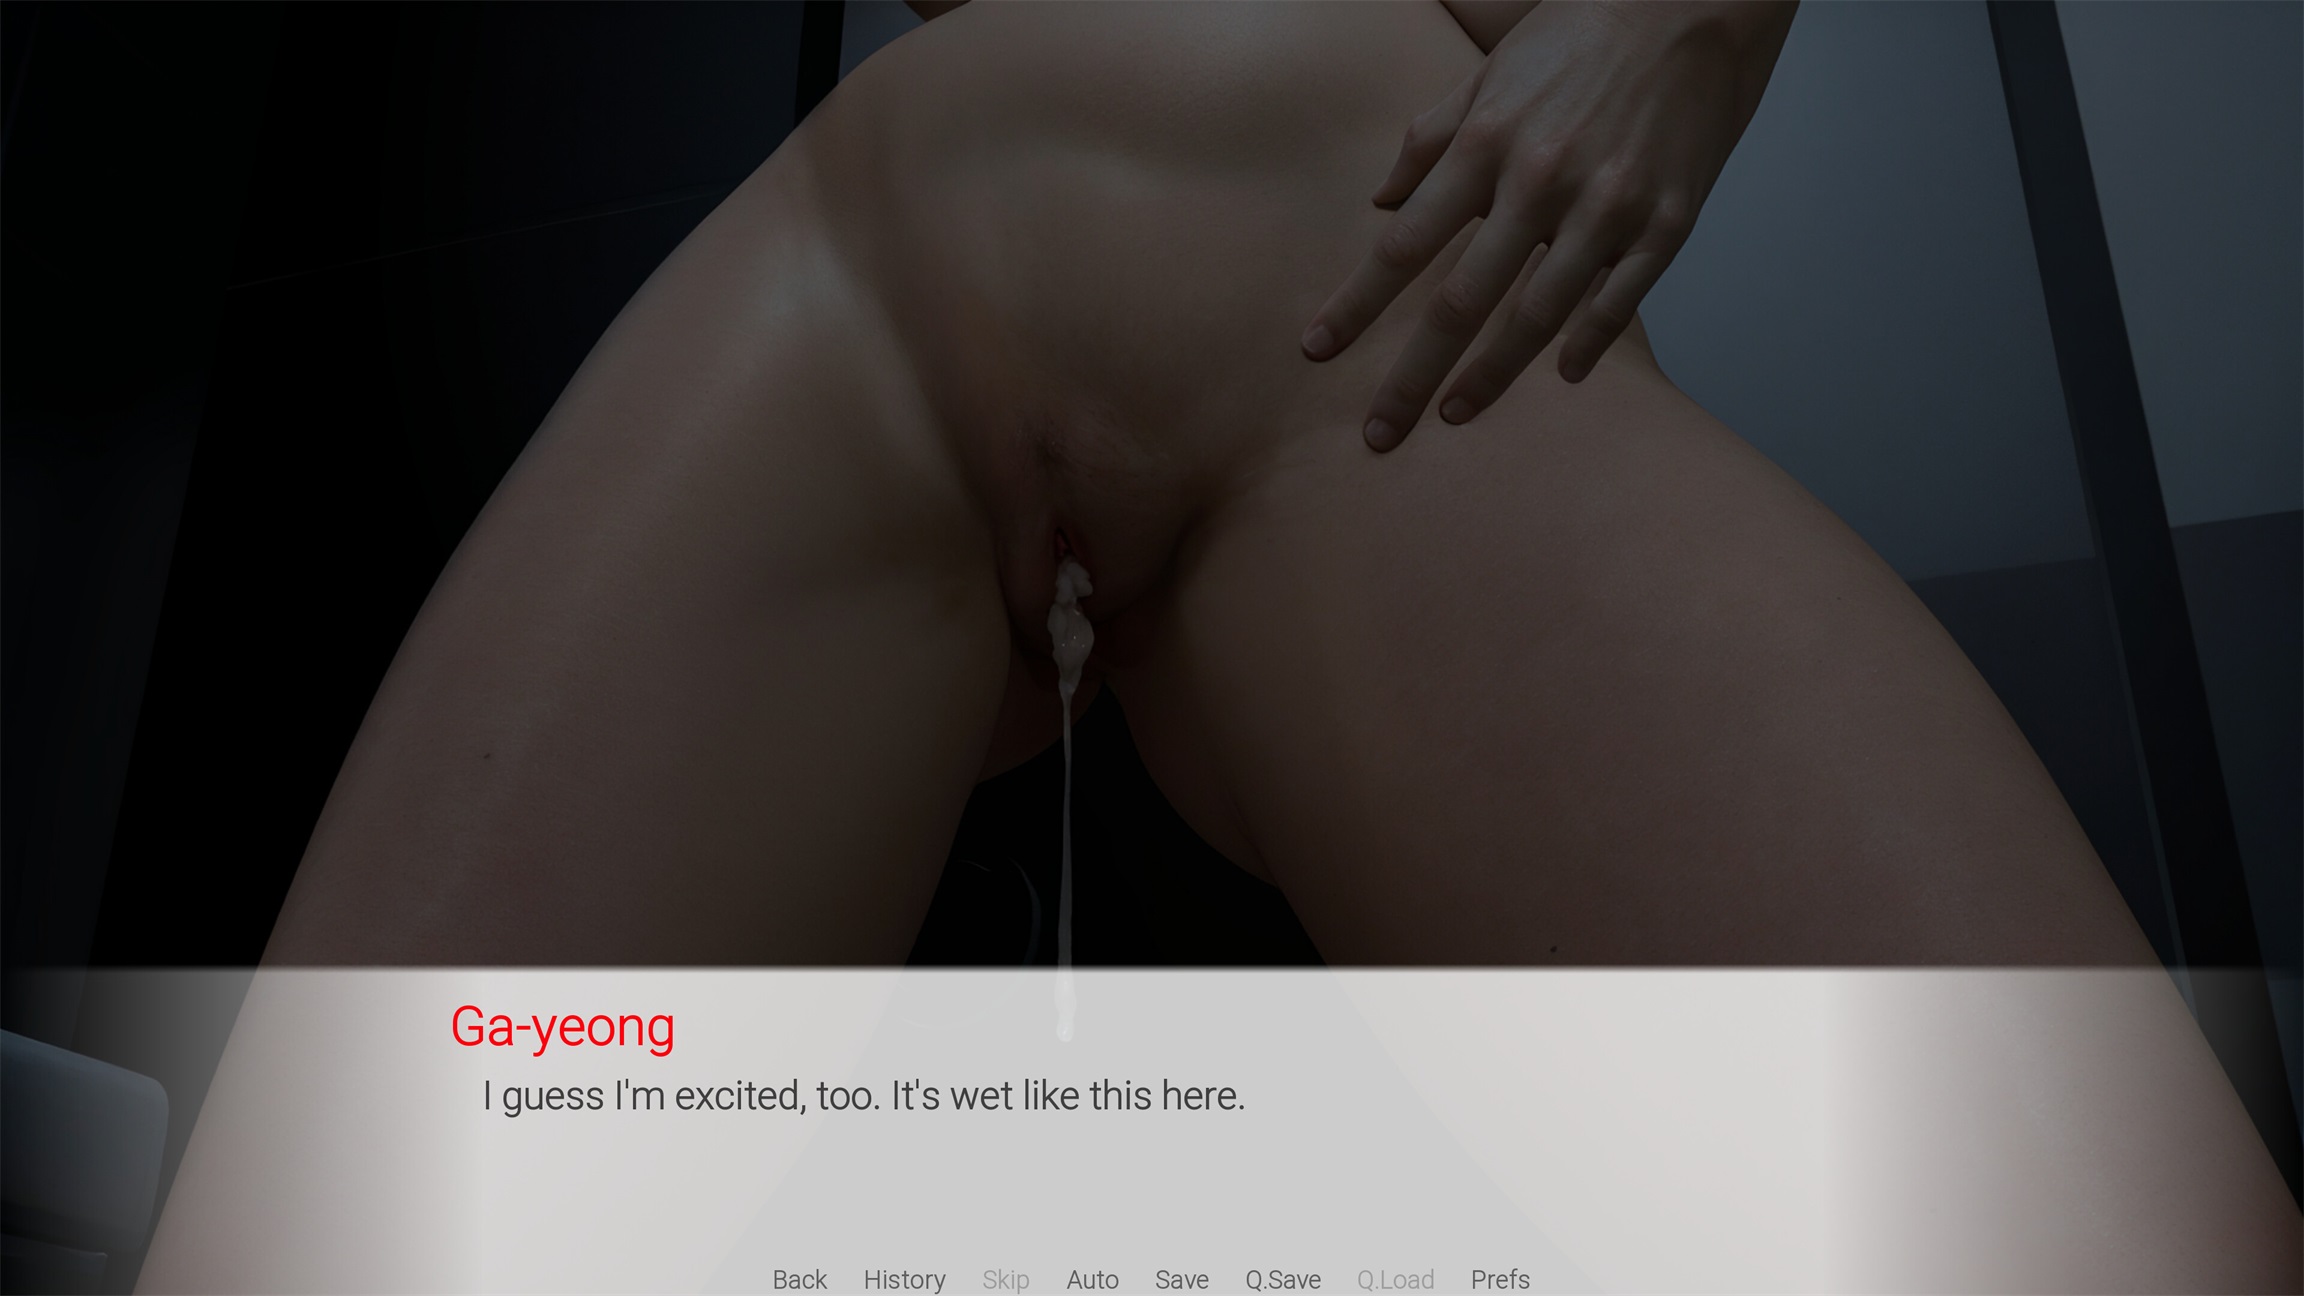 Ga-yeong
I guess I'm excited, too. It's wet like this here.
Back History Skip Auto Save Q.Save Q.Load Prefs